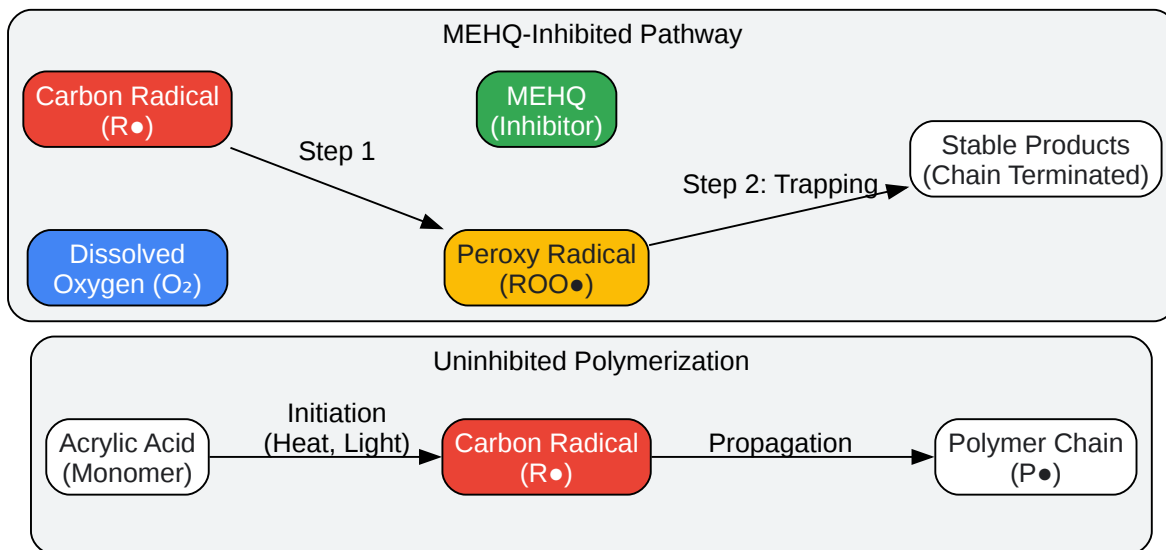 MEHQ-Inhibited Pathway
Carbon Radical
(R●)
MEHQ
(Inhibitor)
Step 1
Stable Products
(Chain Terminated)
Step 2: Trapping
Dissolved
Oxygen (O₂)
Peroxy Radical
(ROO●)
Uninhibited Polymerization
Acrylic Acid
(Monomer)
Initiation
(Heat, Light)
Carbon Radical
(R●)
Propagation
Polymer Chain
(P●)